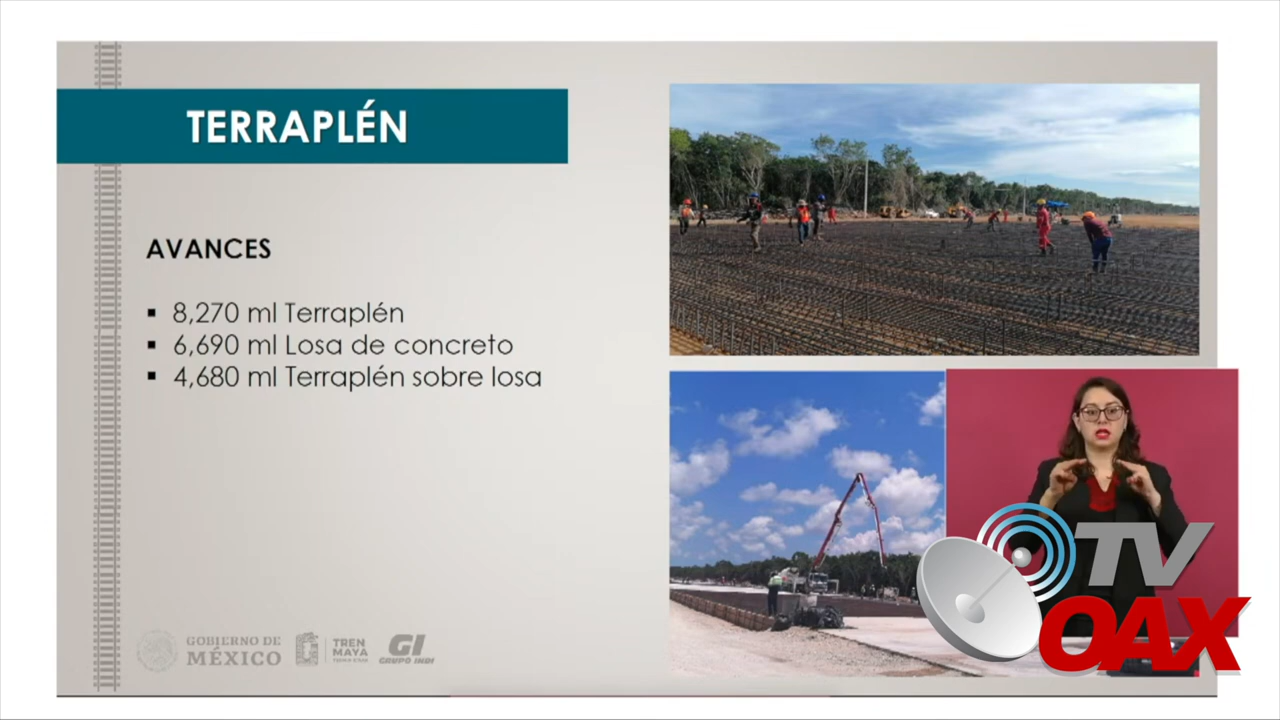 TERRAPLÉN
AVANCES
▪ 8,270 ml Terraplén
▪ 6,690 ml Losa de concreto
▪ 4,680 ml Terraplén sobre losa
GOBIERNO DE
MÉXICO
TREN
MAYA
GI
GRUPO INDI
TV
OAX